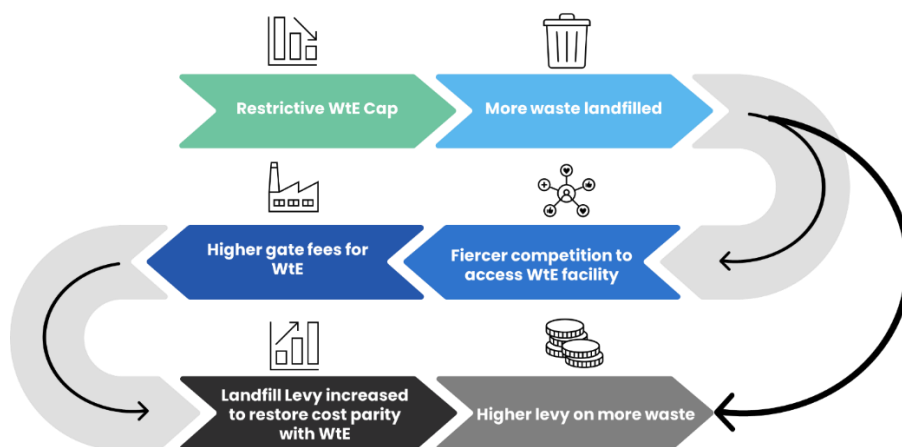 Restrictive WtE Cap
More waste landfilled
Fiercer competition to
access WtE facility
Higher gate fees for
WtE
Landfill Levy increased
to restore cost parity
with WtE
Higher levy on more waste